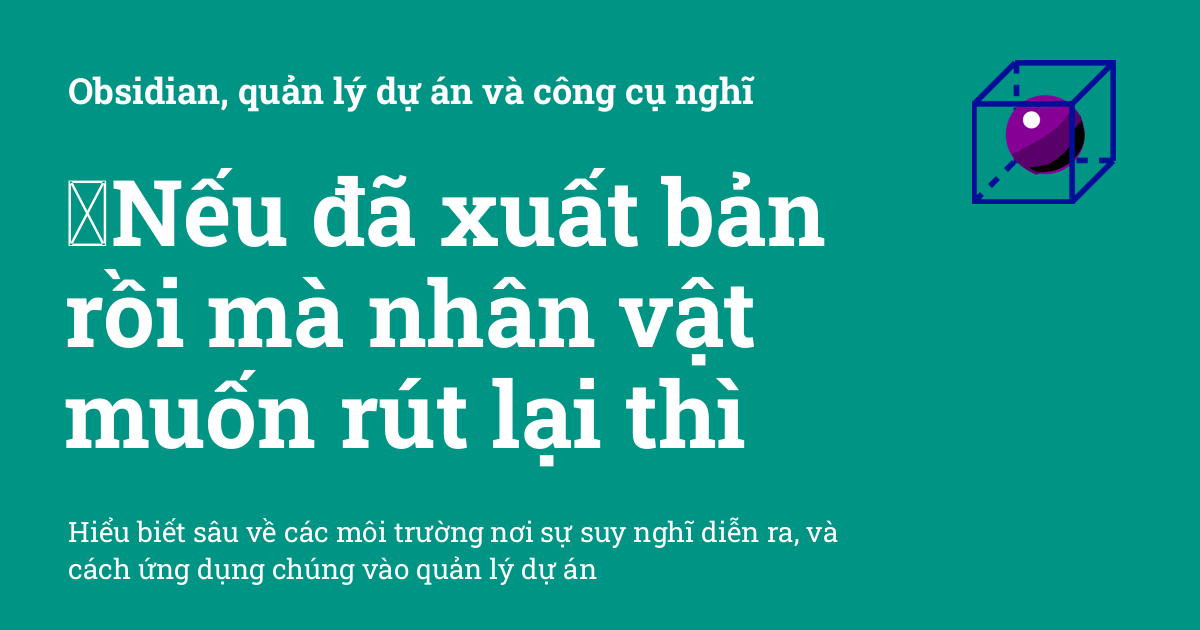 Obsidian, quản lý dự án và công cụ nghĩ
Nếu đã xuất bản
rồi mà nhân vật
muốn rút lại thì
Hiểu biết sâu về các môi trường nơi sự suy nghĩ diễn ra, và
cách ứng dụng chúng vào quản lý dự án